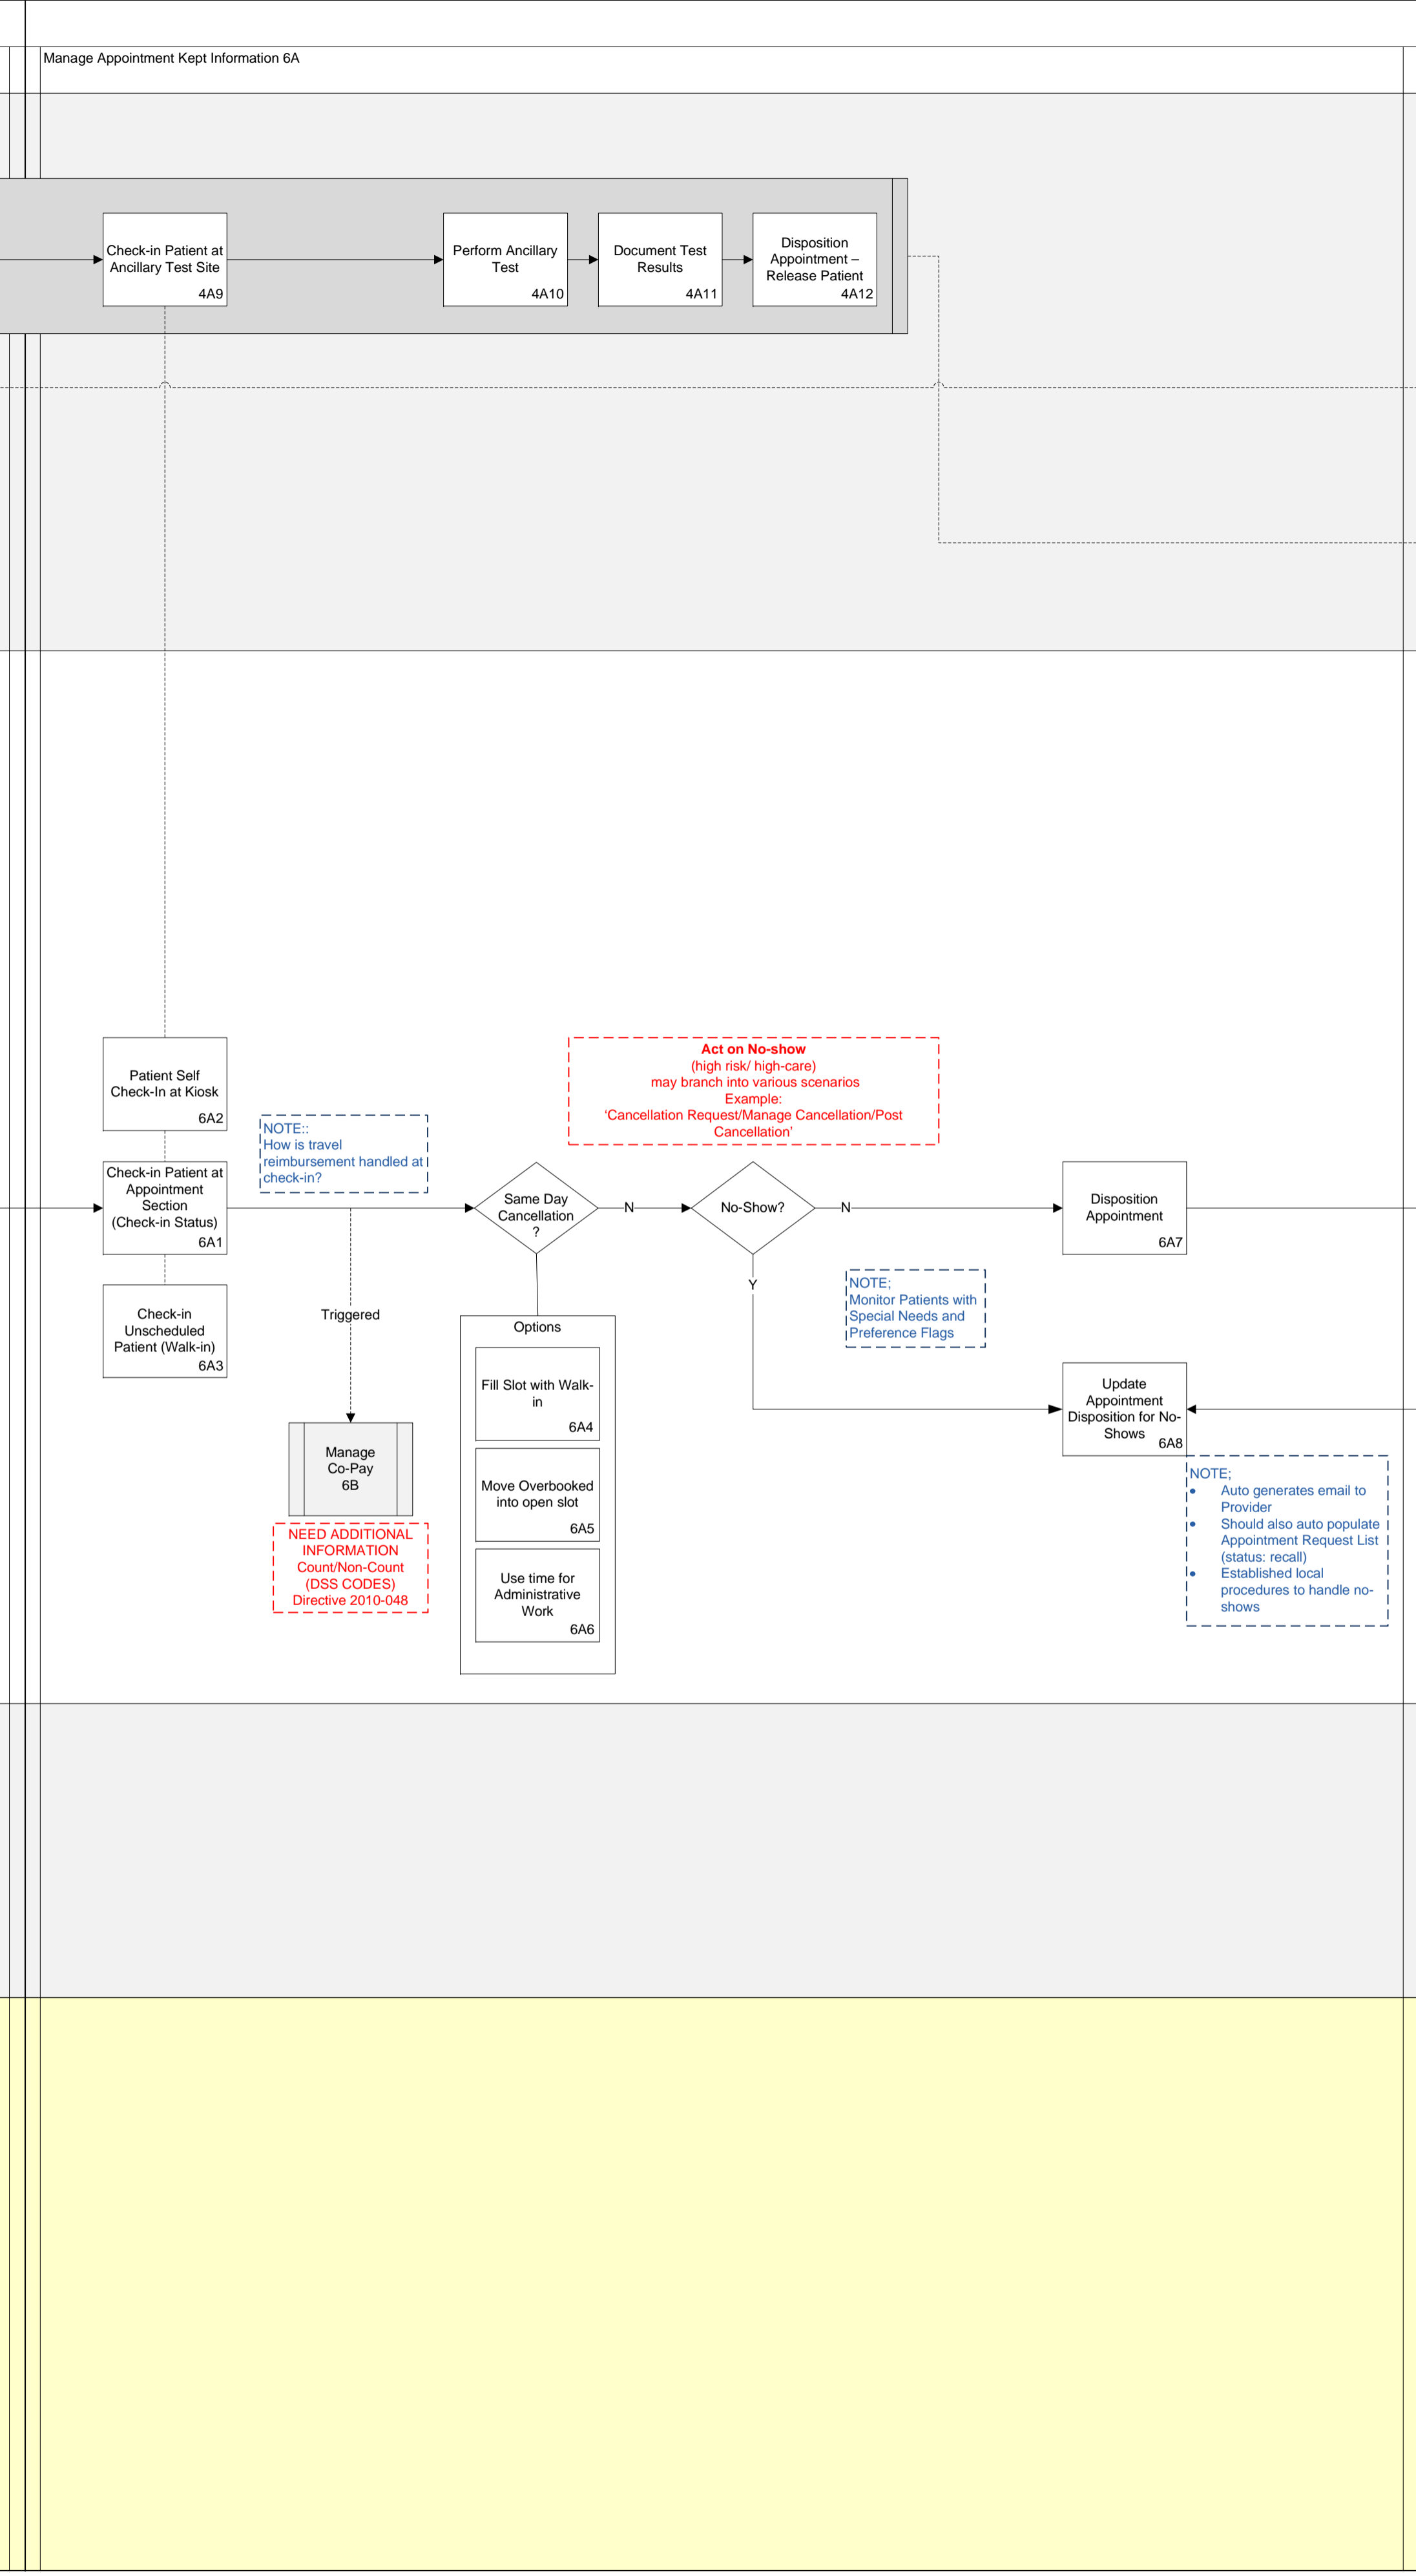 Manage Appointment Kept Information 6A
Check-in Patient at
Ancillary Test Site
4A9
Perform Ancillary
Test
4A10
Document Test
Results
4A11
Disposition
Appointment –
Release Patient
4A12
Patient Self
Check-In at Kiosk
6A2
NOTE::
How is travel
reimbursement handled at
check-in?
Act on No-show
(high risk/ high-care)
may branch into various scenarios
Example:
‘Cancellation Request/Manage Cancellation/Post
Cancellation’
Check-in Patient at
Appointment
Section
(Check-in Status)
6A1
Same Day
Cancellation
?
N
No-Show?
N
Disposition
Appointment
6A7
Y
NOTE;
Monitor Patients with
Special Needs and
Preference Flags
Check-in
Unscheduled
Patient (Walk-in)
6A3
Triggered
Options
Fill Slot with Walk-
in
6A4
Move Overbooked
into open slot
6A5
Use time for
Administrative
Work
6A6
Update
Appointment
Disposition for No-
Shows
6A8
Manage
Co-Pay
6B
NEED ADDITIONAL
INFORMATION
Count/Non-Count
(DSS CODES)
Directive 2010-048
NOTE;
• Auto generates email to
Provider
• Should also auto populate
Appointment Request List
(status: recall)
• Established local
procedures to handle no-
shows